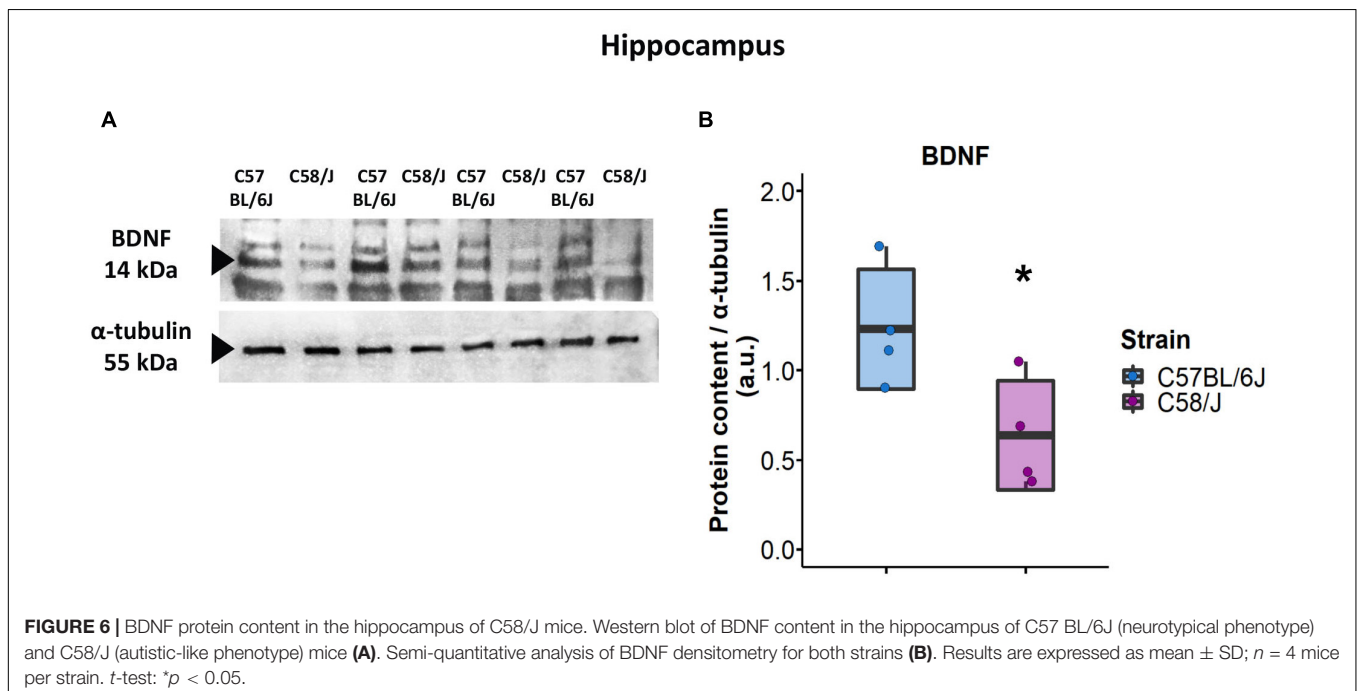 Hippocampus
A
C57 C58/J C57 C58/J C57 C58/J C57 C58/J
BL/6J BL/6J BL/6J BL/6J
BDNF
14 kDa
α-tubulin
55 kDa
B
BDNF
Protein content / α-tubulin
(a.u.)
2.0
1.5
1.0
0.5
0.0
*
Strain
C57BL/6J
C58/J
FIGURE 6 | BDNF protein content in the hippocampus of C58/J mice. Western blot of BDNF content in the hippocampus of C57 BL/6J (neurotypical phenotype)
and C58/J (autistic-like phenotype) mice (A). Semi-quantitative analysis of BDNF densitometry for both strains (B). Results are expressed as mean ± SD; n = 4 mice
per strain. t-test: *p < 0.05.